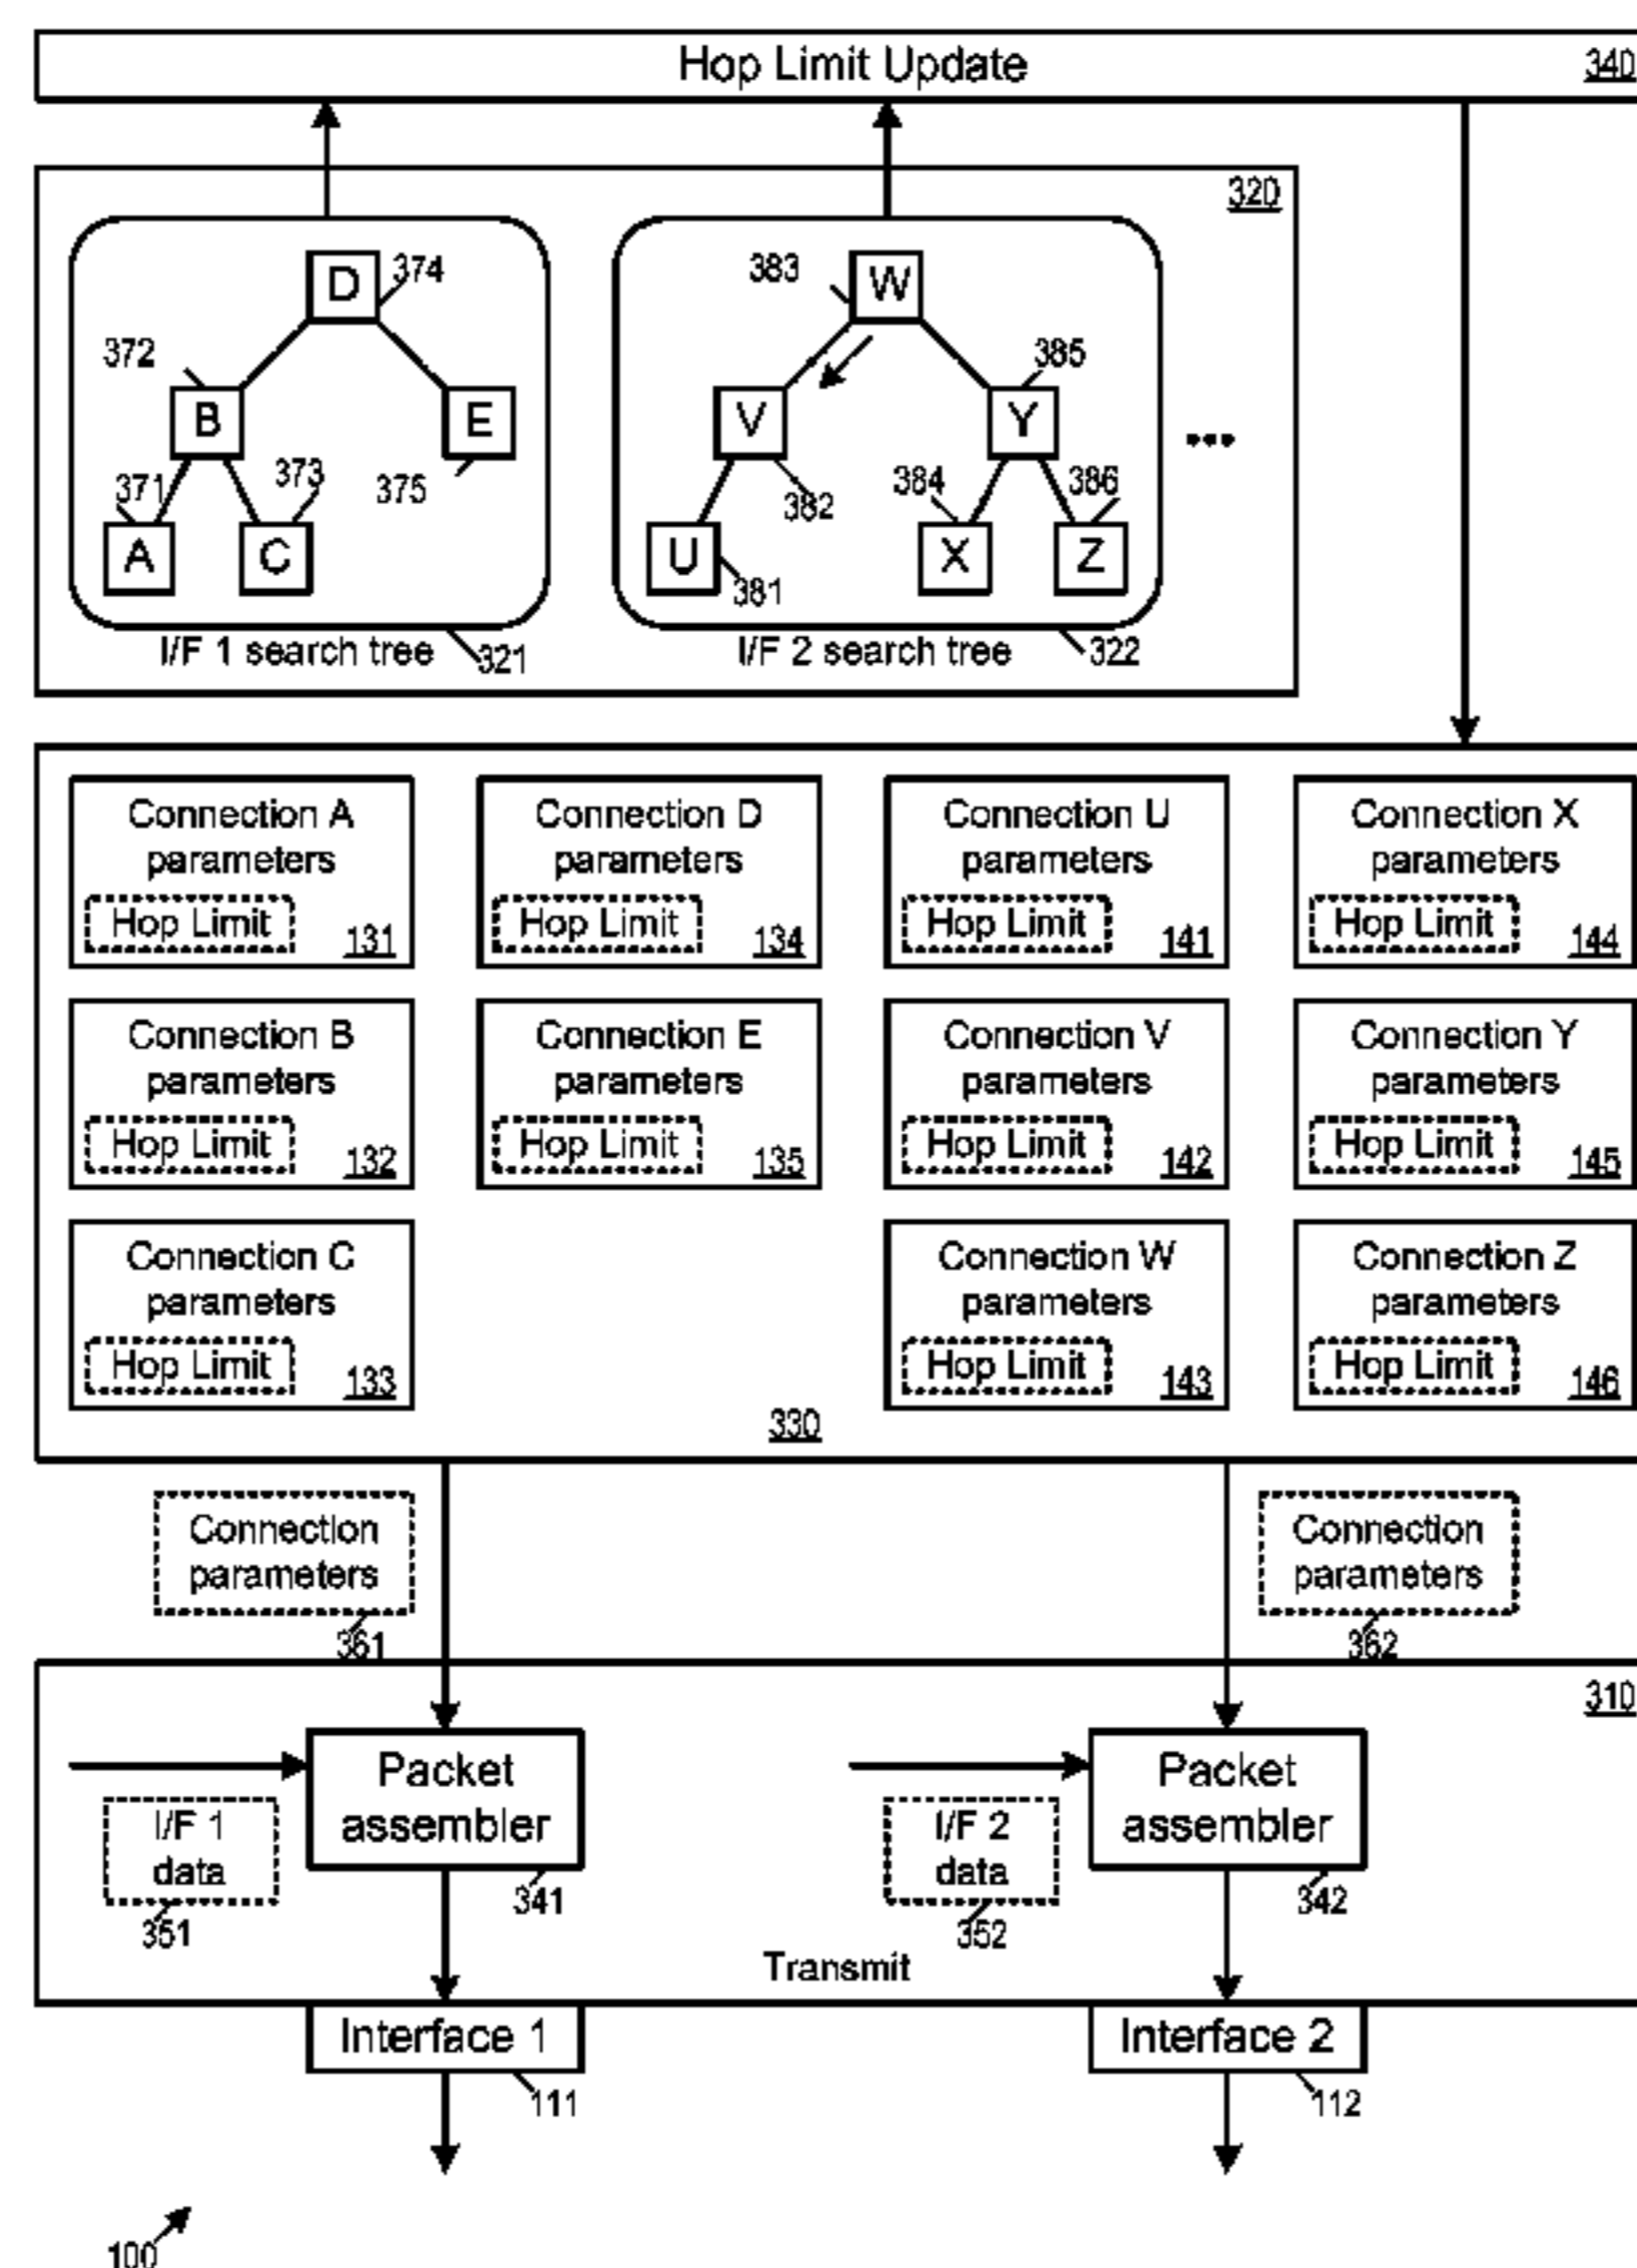 Hop Limit Update
340
320
D
374
W
383
372
B
E
V
Y
385
371
373
375
382
384
386
A
C
U
381
X
Z
...
I/F 1 search tree
321
I/F 2 search tree
322
Connection A
parameters
Hop Limit
131
Connection D
parameters
Hop Limit
134
Connection U
parameters
Hop Limit
141
Connection X
parameters
Hop Limit
144
Connection B
parameters
Hop Limit
132
Connection E
parameters
Hop Limit
135
Connection V
parameters
Hop Limit
142
Connection Y
parameters
Hop Limit
145
Connection C
parameters
Hop Limit
133
Connection W
parameters
Hop Limit
143
Connection Z
parameters
Hop Limit
146
330
Connection
parameters
361
Connection
parameters
362
310
Packet
assembler
341
I/F 1
data
351
Packet
assembler
342
I/F 2
data
352
Transmit
Interface 1
111
Interface 2
112
100